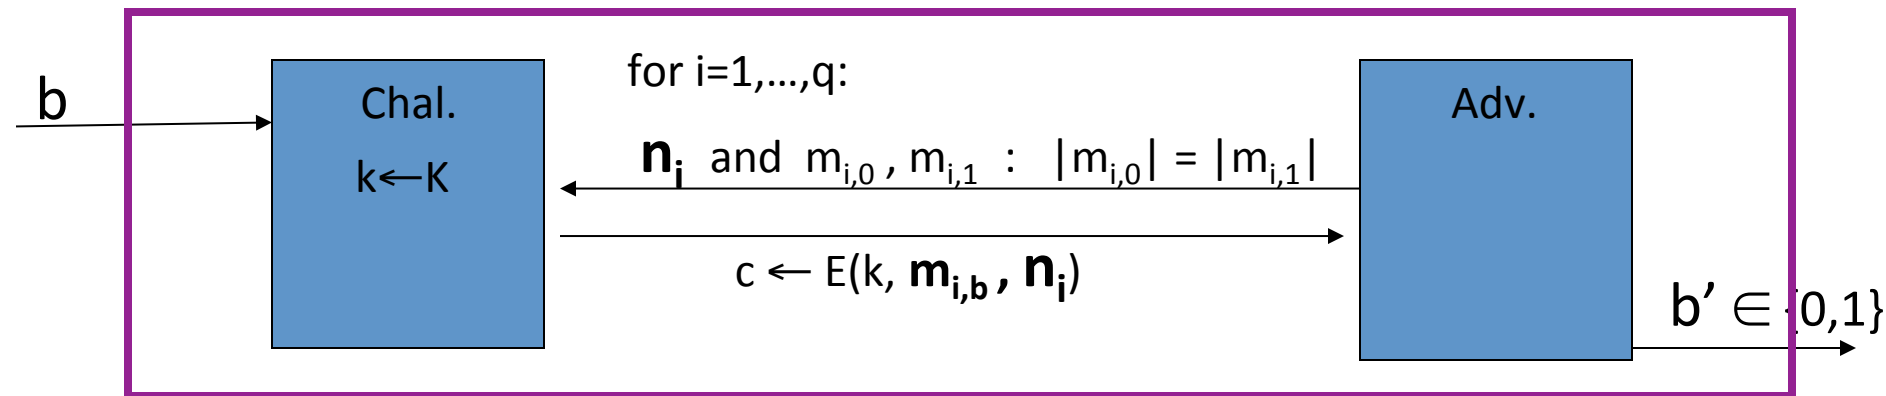 b
Chal.
k←K
for i=1,…,q:
nᵢ and mᵢ,₀ , mᵢ,₁ : |mᵢ,₀| = |mᵢ,₁|
c ← E(k, mᵢ,b , nᵢ)
Adv.
b’ ∈ {0,1}